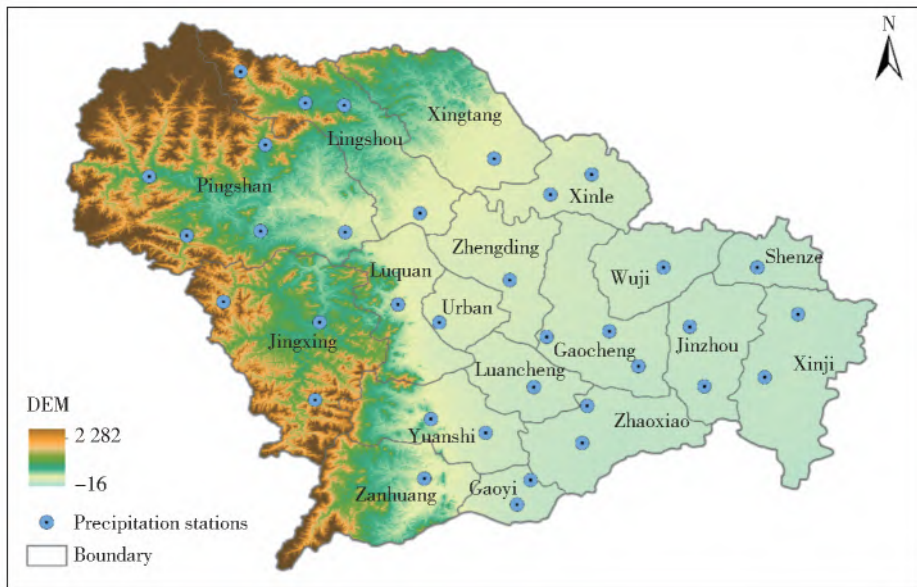 N
Xingtang
Lingshou
Pingshan
Xinle
Zhengding
Shenze
Luquan
Wuji
Urban
Jingxing
Gaocheng
Jinzhou
Xinji
Luancheng
DEM
2 282
-16
Zhaoxiao
Yuanshi
Zanhuang
Gaoyi
Precipitation stations
Boundary